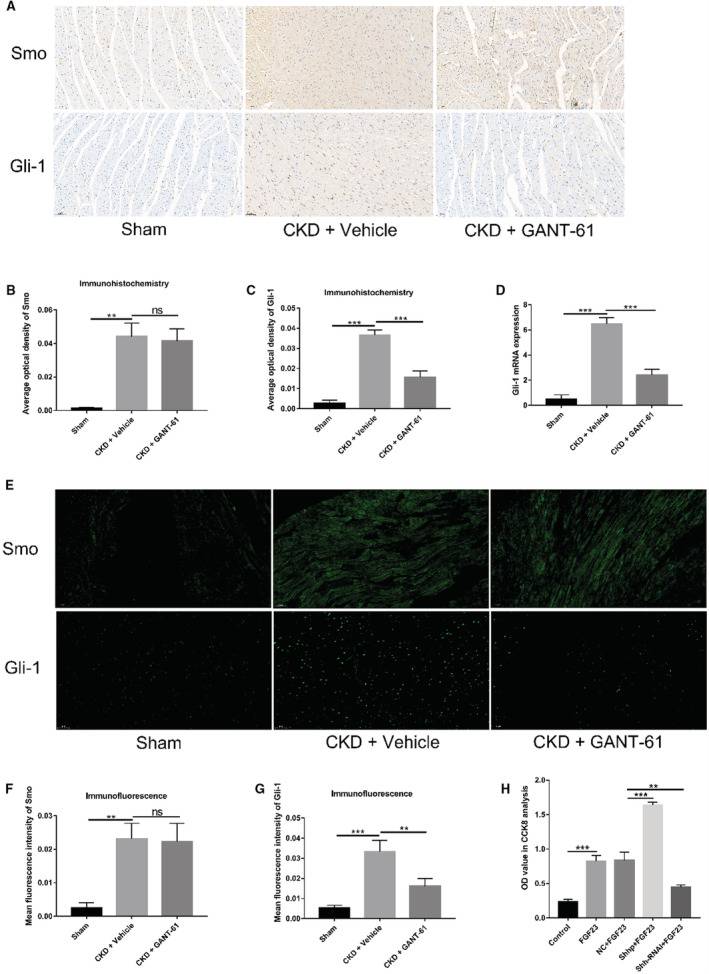 A
Smo
Gli-1
Sham CKD + Vehicle CKD + GANT-61
B
Immunohistochemistry
Average optical density of Smo
0.06
0.04
0.02
0.00
** ns
Sham
CKD + Vehicle
CKD + GANT-61
C
Immunohistochemistry
Average optical density of Gli-1
0.05
0.04
0.03
0.02
0.01
0.00
*** ***
Sham
CKD + Vehicle
CKD + GANT-61
D
Gli-1 mRNA expression
8
6
4
2
0
*** ***
Sham
CKD + Vehicle
CKD + GANT-61
E
Smo
Gli-1
Sham CKD + Vehicle CKD + GANT-61
F
Immunofluorescence
Mean fluorescence intensity of Smo
0.03
0.02
0.01
0.00
** ns
Sham
CKD + Vehicle
CKD + GANT-61
G
Immunofluorescence
Mean fluorescence intensity of Gli-1
0.05
0.04
0.03
0.02
0.01
0.00
*** **
Sham
CKD + Vehicle
CKD + GANT-61
H
OD value in CCK8 analysis
2.0
1.5
1.0
0.5
0.0
**
***
***
Control
FGF23
NC+FGF23
Shhp+FGF23
Shh-RNAi+FGF23